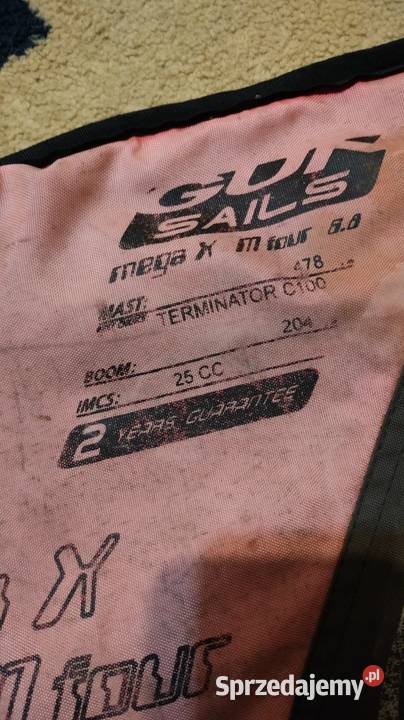 GUN
SAILS
mega X m four 6.8
MAST: 478
TERMINATOR C100
BOOM: 204
IMCS: 25 CC
2 YEARS GUARANTEE
X
four
Sprzedajemy.pl